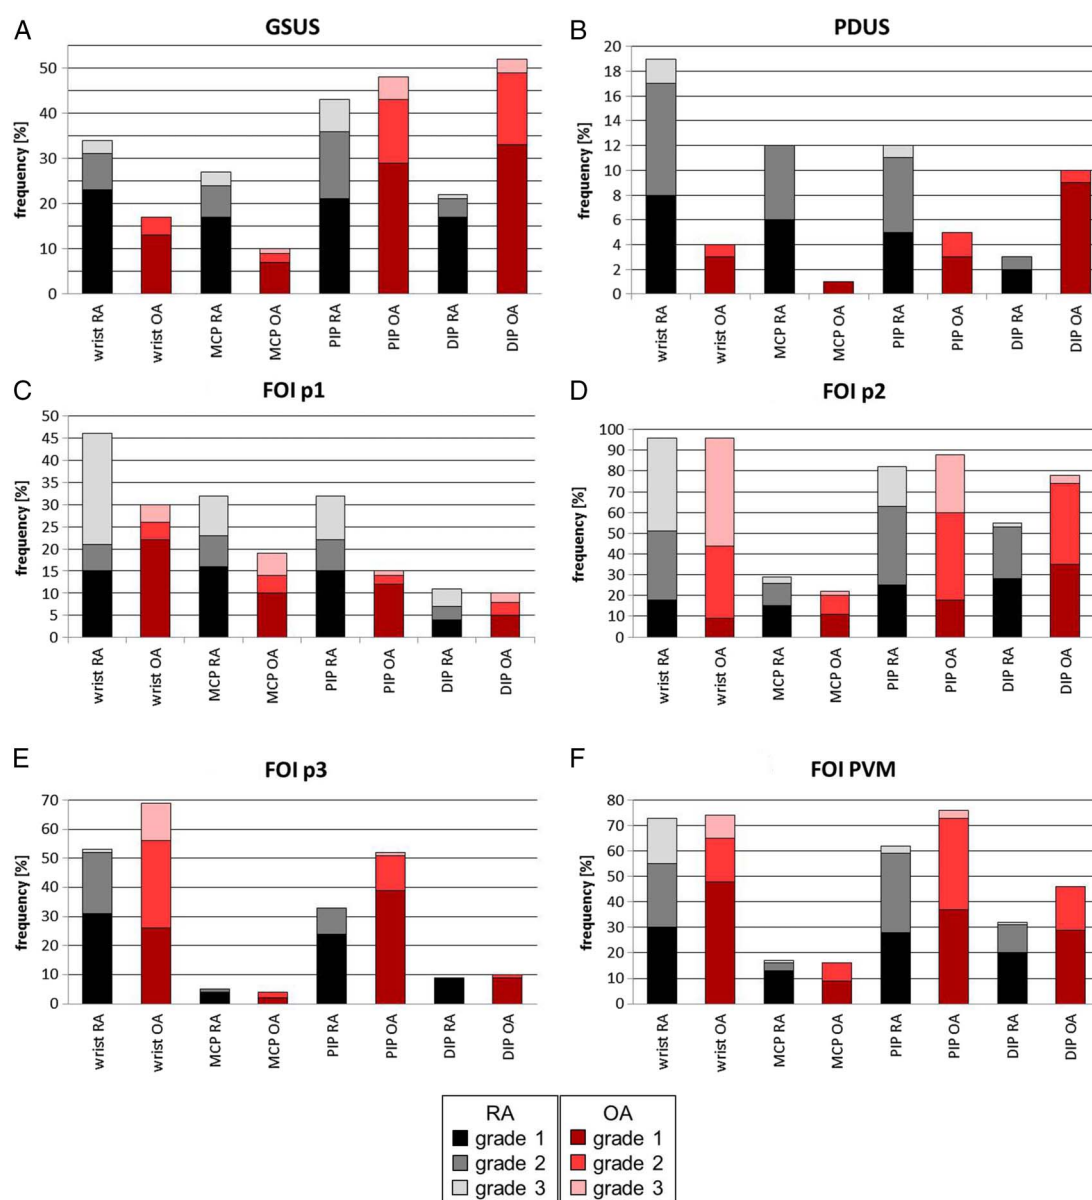 A
GSUS
frequency [%]
50
40
30
20
10
0
wrist RA
wrist OA
MCP RA
MCP OA
PIP RA
PIP OA
DIP RA
DIP OA
B
PDUS
frequency [%]
20
18
16
14
12
10
8
6
4
2
0
wrist RA
wrist OA
MCP RA
MCP OA
PIP RA
PIP OA
DIP RA
DIP OA
C
FOI p1
frequency [%]
50
45
40
35
30
25
20
15
10
5
0
wrist RA
wrist OA
MCP RA
MCP OA
PIP RA
PIP OA
DIP RA
DIP OA
D
FOI p2
frequency [%]
100
90
80
70
60
50
40
30
20
10
0
wrist RA
wrist OA
MCP RA
MCP OA
PIP RA
PIP OA
DIP RA
DIP OA
E
FOI p3
frequency [%]
70
60
50
40
30
20
10
0
wrist RA
wrist OA
MCP RA
MCP OA
PIP RA
PIP OA
DIP RA
DIP OA
F
FOI PVM
frequency [%]
80
70
60
50
40
30
20
10
0
wrist RA
wrist OA
MCP RA
MCP OA
PIP RA
PIP OA
DIP RA
DIP OA
RA
grade 1
grade 2
grade 3
OA
grade 1
grade 2
grade 3